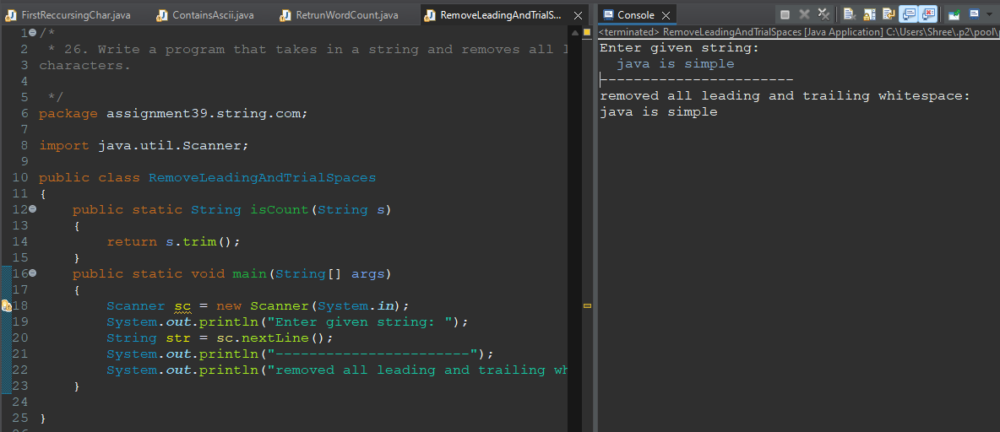 FirstReccursingChar.java
ContainsAscii.java
RetrunWordCount.java
RemoveLeadingAndTrialS...
1 /*
2  * 26. Write a program that takes in a string and removes all l
3 characters.
4
5  */
6 package assignment39.string.com;
7
8 import java.util.Scanner;
9
10 public class RemoveLeadingAndTrialSpaces
11 {
12     public static String isCount(String s)
13     {
14         return s.trim();
15     }
16     public static void main(String[] args)
17     {
18         Scanner sc = new Scanner(System.in);
19         System.out.println("Enter given string: ");
20         String str = sc.nextLine();
21         System.out.println("-----------------------");
22         System.out.println("removed all leading and trailing wh
23     }
24
25 }
26
Console
<terminated> RemoveLeadingAndTrialSpaces [Java Application] C:\Users\Shree\.p2\pool\p
Enter given string:
  java is simple
-----------------------
removed all leading and trailing whitespace:
java is simple